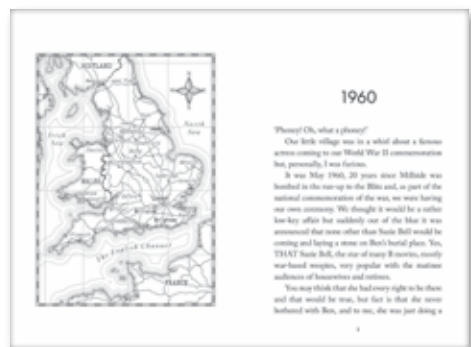 SCOTLAND
Irish
Sea
North
Sea
WALES
The English Channel
FRANCE
1960
'Phoney! Oh, what a phoney!'
Our little village was in a whirl about a famous
actress coming to our World War II commemoration
but, personally, I was furious.
It was May 1960, 20 years since Millside was
bombed in the run-up to the Blitz and, as part of the
national commemoration of the war, we were having
our own ceremony. We thought it would be a rather
low-key affair but suddenly out of the blue it was
announced that none other than Susie Bell would be
coming and laying a stone on Ben's burial place. Yes,
THAT Susie Bell, the star of many B movies, mostly
war-based weepies, very popular with the matinee
audiences of housewives and retirees.
You may think that she had every right to be there
and that would be true, but fact is that she never
bothered with Ben, and to me, she was just doing a